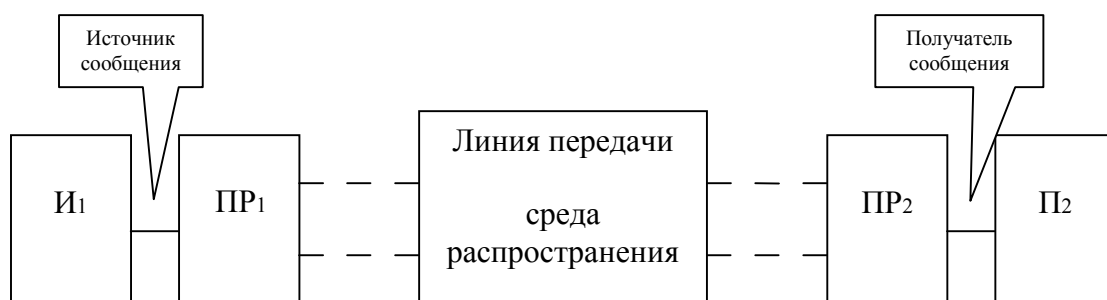 Источник
сообщения
Получатель
сообщения
И1
ПР1
Линия передачи
среда
распространения
ПР2
П2